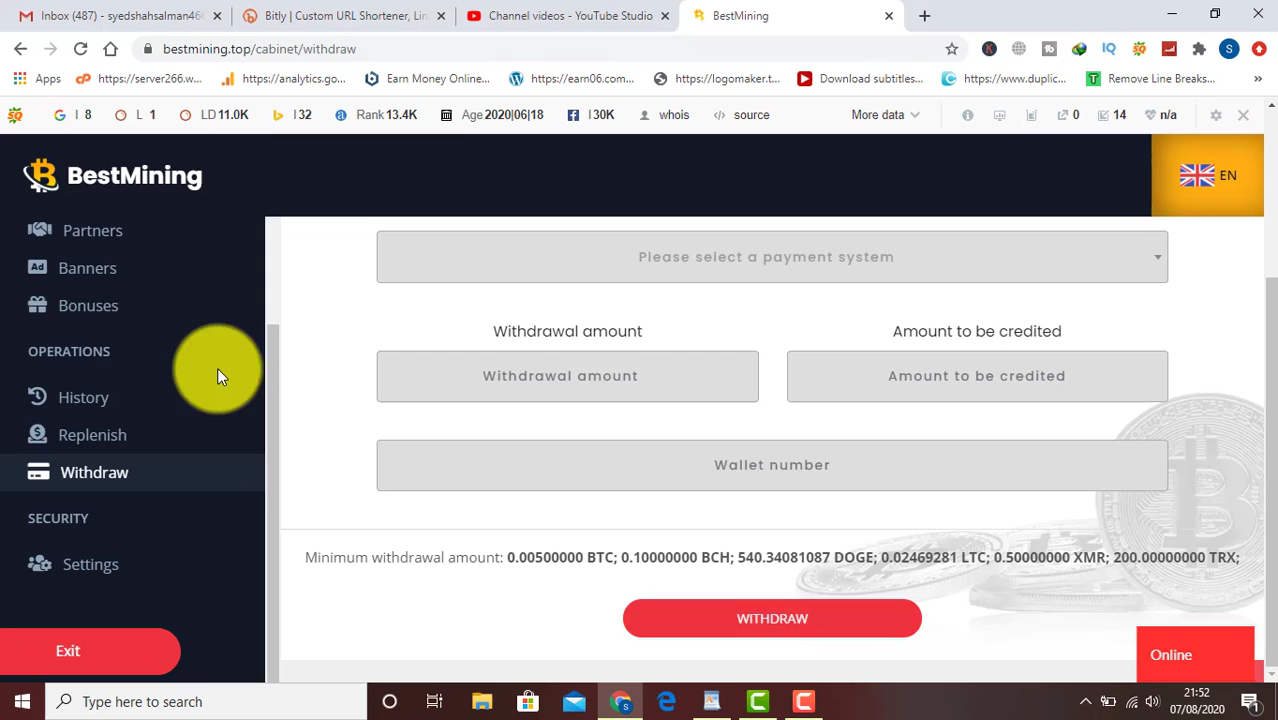 Inbox (487) - syedshahsalman46
Bitly | Custom URL Shortener, Lin
Channel videos - YouTube Studio
BestMining
bestmining.top/cabinet/withdraw
Apps
https://server266.w...
https://analytics.go...
Earn Money Online...
https://earn06.com...
https://logomaker.t...
Download subtitles...
https://www.duplic...
Remove Line Breaks...
I 8
L 1
LD 11.0K
I 32
Rank 13.4K
Age 2020|06|18
I 30K
whois
source
More data
0
14
n/a
BestMining
EN
Partners
Banners
Bonuses
OPERATIONS
History
Replenish
Withdraw
SECURITY
Settings
Exit
Please select a payment system
Withdrawal amount
Amount to be credited
Withdrawal amount
Amount to be credited
Wallet number
Minimum withdrawal amount: 0.00500000 BTC; 0.10000000 BCH; 540.34081087 DOGE; 0.02469281 LTC; 0.50000000 XMR; 200.00000000 TRX;
WITHDRAW
Online
Type here to search
21:52
07/08/2020